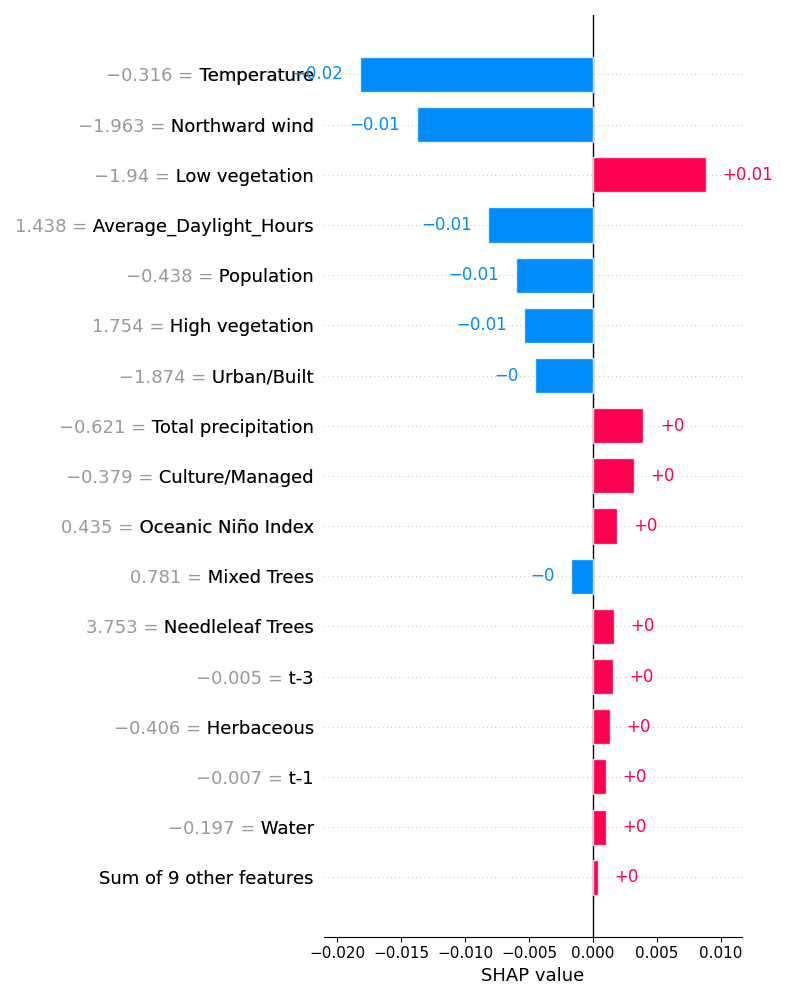 −0.316 = Temperature −0.02
−1.963 = Northward wind −0.01
−1.94 = Low vegetation +0.01
1.438 = Average_Daylight_Hours −0.01
−0.438 = Population −0.01
1.754 = High vegetation −0.01
−1.874 = Urban/Built −0
−0.621 = Total precipitation +0
−0.379 = Culture/Managed +0
0.435 = Oceanic Niño Index +0
0.781 = Mixed Trees −0
3.753 = Needleleaf Trees +0
−0.005 = t-3 +0
−0.406 = Herbaceous +0
−0.007 = t-1 +0
−0.197 = Water +0
Sum of 9 other features +0
−0.020 −0.015 −0.010 −0.005 0.000 0.005 0.010
SHAP value